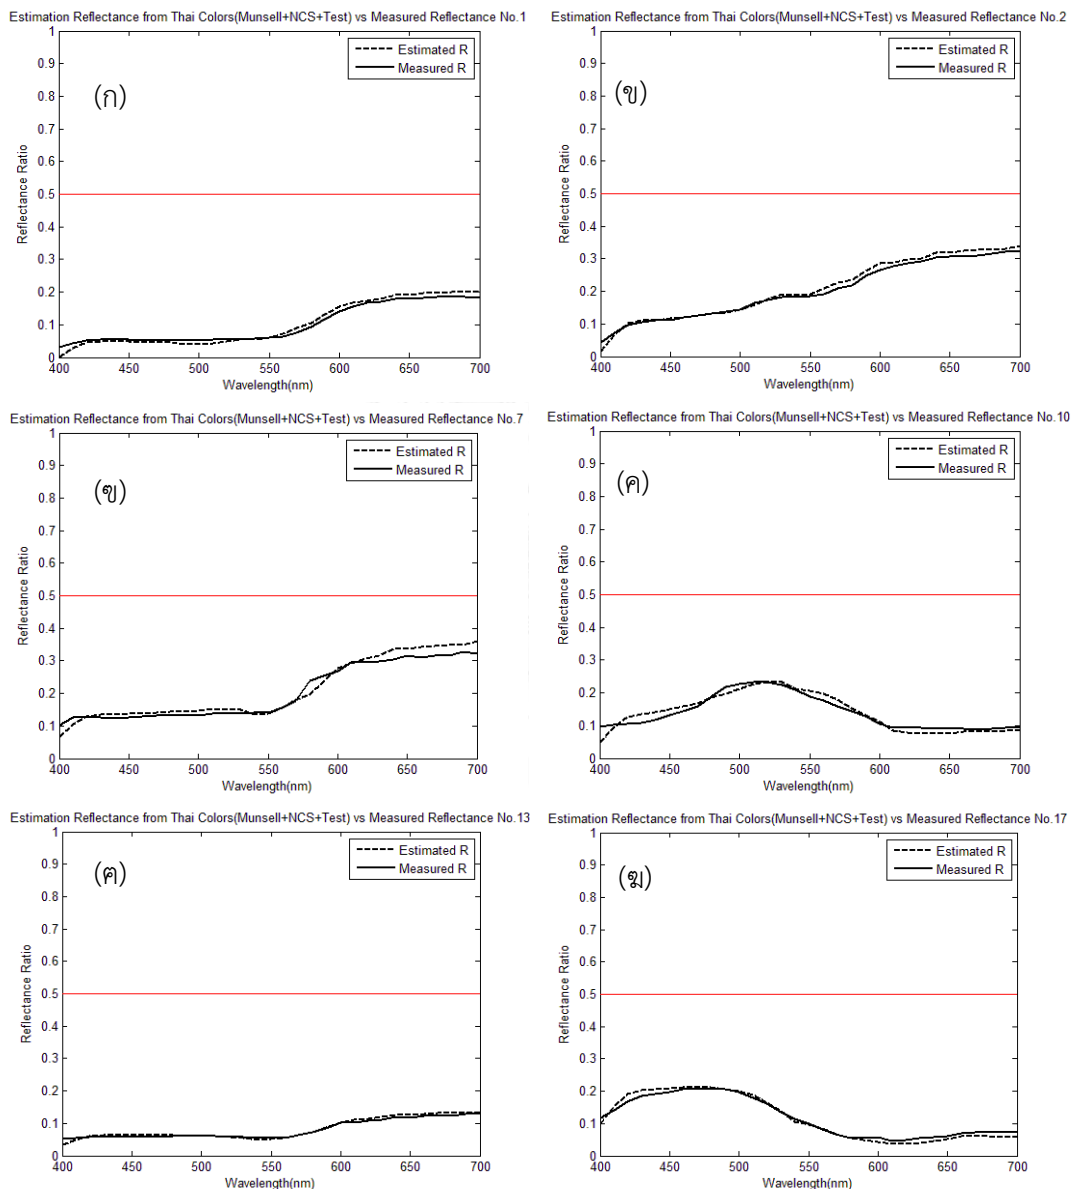 Estimation Reflectance from Thai Colors(Munsell+NCS+Test) vs Measured Reflectance No.1
1
0.9
0.8
0.7
0.6
0.5
0.4
0.3
0.2
0.1
0
Reflectance Ratio
(ก)
Estimated R
Measured R
400 450 500 550 600 650 700
Wavelength(nm)
Estimation Reflectance from Thai Colors(Munsell+NCS+Test) vs Measured Reflectance No.2
1
0.9
0.8
0.7
0.6
0.5
0.4
0.3
0.2
0.1
0
Reflectance Ratio
(ข)
Estimated R
Measured R
400 450 500 550 600 650 700
Wavelength(nm)
Estimation Reflectance from Thai Colors(Munsell+NCS+Test) vs Measured Reflectance No.7
1
0.9
0.8
0.7
0.6
0.5
0.4
0.3
0.2
0.1
0
Reflectance Ratio
(ฃ)
Estimated R
Measured R
400 450 500 550 600 650 700
Wavelength(nm)
Estimation Reflectance from Thai Colors(Munsell+NCS+Test) vs Measured Reflectance No.10
1
0.9
0.8
0.7
0.6
0.5
0.4
0.3
0.2
0.1
0
Reflectance Ratio
(ค)
Estimated R
Measured R
400 450 500 550 600 650 700
Wavelength(nm)
Estimation Reflectance from Thai Colors(Munsell+NCS+Test) vs Measured Reflectance No.13
1
0.9
0.8
0.7
0.6
0.5
0.4
0.3
0.2
0.1
0
Reflectance Ratio
(ฅ)
Estimated R
Measured R
400 450 500 550 600 650 700
Wavelength(nm)
Estimation Reflectance from Thai Colors(Munsell+NCS+Test) vs Measured Reflectance No.17
1
0.9
0.8
0.7
0.6
0.5
0.4
0.3
0.2
0.1
0
Reflectance Ratio
(ฆ)
Estimated R
Measured R
400 450 500 550 600 650 700
Wavelength(nm)